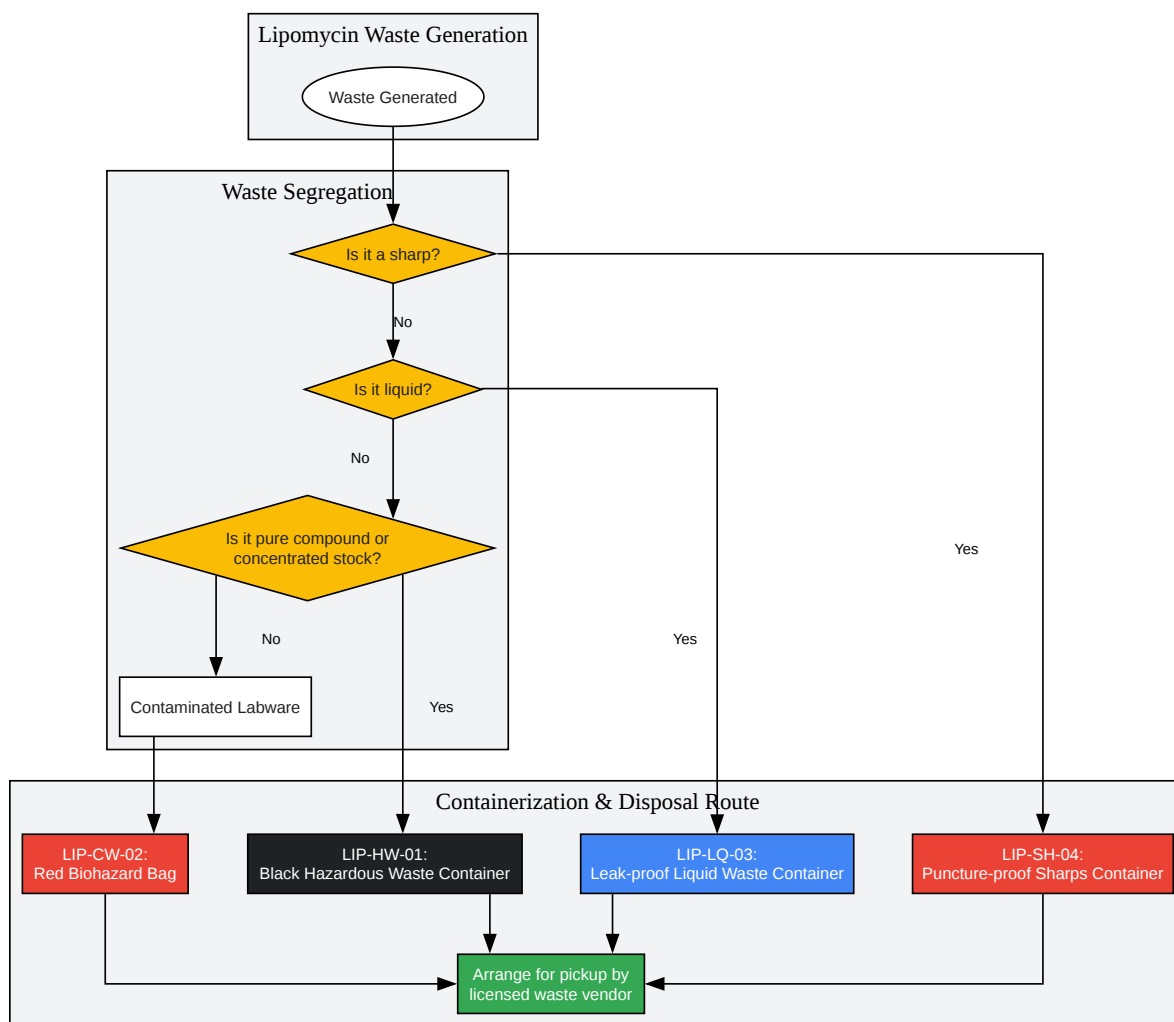 Lipomycin Waste Generation
Waste Generated
Waste Segregation
Is it a sharp?
No
Is it liquid?
No
Yes
Is it pure compound or
concentrated stock?
No
Yes
Yes
Contaminated Labware
Containerization & Disposal Route
LIP-CW-02:
Red Biohazard Bag
LIP-HW-01:
Black Hazardous Waste Container
LIP-LQ-03:
Leak-proof Liquid Waste Container
LIP-SH-04:
Puncture-proof Sharps Container
Arrange for pickup by
licensed waste vendor